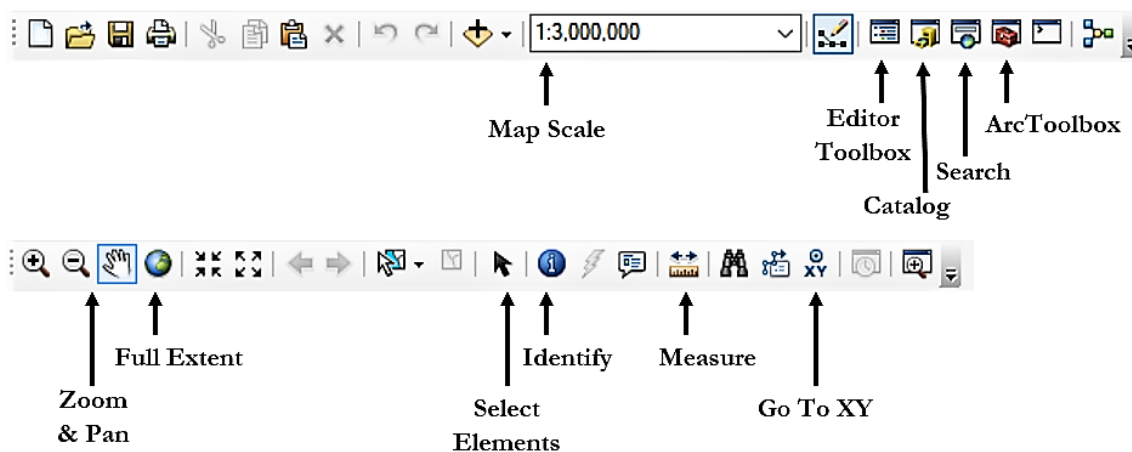 1:3,000,000
Map Scale
Editor
Toolbox
ArcToolbox
Search
Catalog
XY
Full Extent
Identify
Measure
Zoom
& Pan
Select
Elements
Go To XY